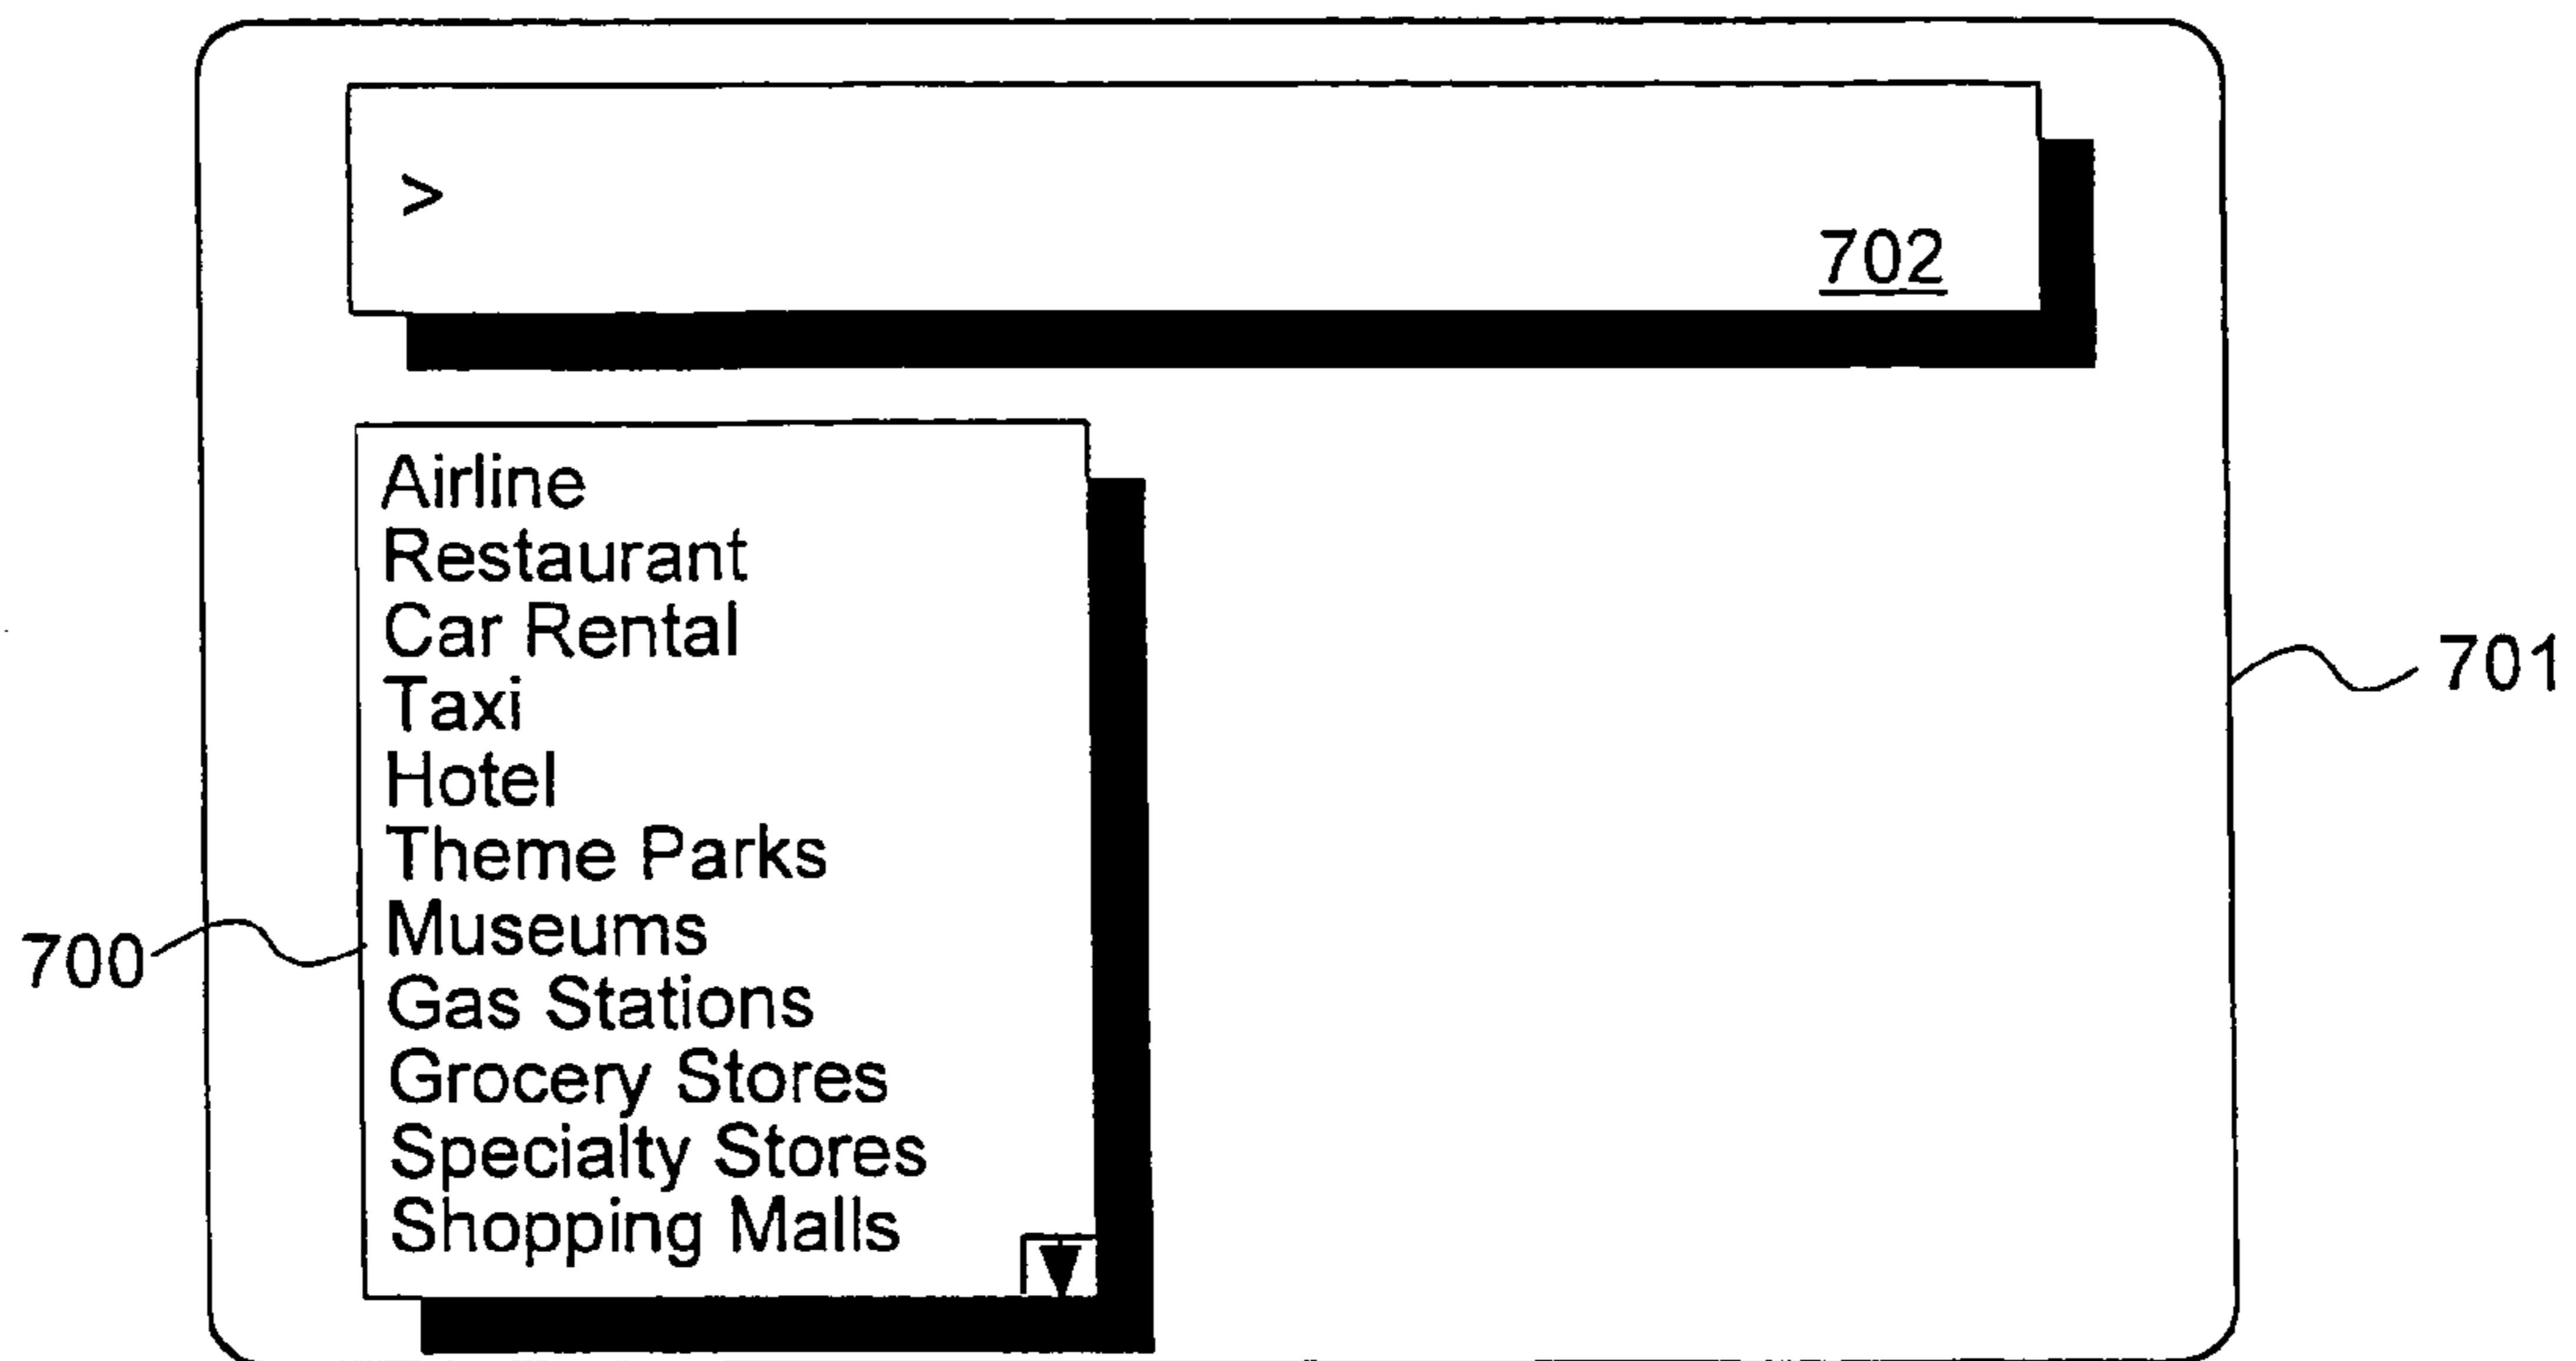 >
702
Airline
Restaurant
Car Rental
Taxi
Hotel
Theme Parks
Museums
Gas Stations
Grocery Stores
Specialty Stores
Shopping Malls
700
701